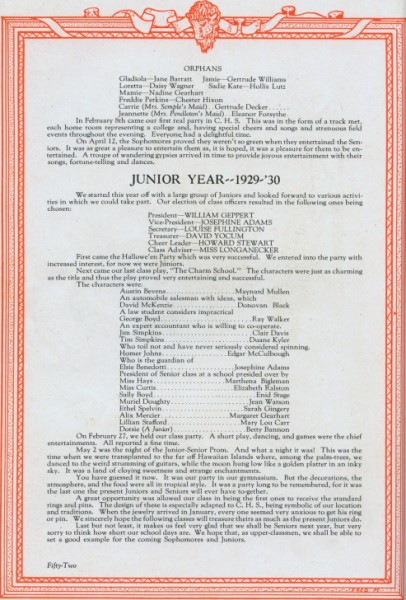 ORPHANS
Gladiola—Jane Barratt Jamie—Gertrude Williams
Loretta—Daisy Wagner Sadie Kate—Hollis Lutz
Mamie—Nadine Gearhart
Freddie Perkins—Chester Hixon
Carrie (Mrs. Semple's Maid) . Gertrude Decker . . . . .
Jeannette (Mrs. Pendleton's Maid) Eleanor Forsythe
In February 8th came our first real party in C. H. S. This was in the form of a track met,
each home room representing a college and, having special cheers and songs and strenuous field
events throughout the evening. Everyone had a delightful time.
On April 12, the Sophomores proved they weren't so green when they entertained the Sen-
iors. It was as great a pleasure to entertain them as, it is hoped, it was a pleasure for them to be en-
tertained. A troupe of wandering gypsies arrived in time to provide joyous entertainment with their
songs, fortune-telling and dances.
JUNIOR YEAR--1929-'30
We started this year off with a large group of Juniors and looked forward to various activi-
ties in which we could take part. Our election of class officers resulted in the following ones being
chosen:
President—WILLIAM GEPPERT
Vice-President—JOSEPHINE ADAMS
Secretary—LOUISE FULLINGTON
Treasurer—DAVID YOCUM
Cheer Leader—HOWARD STEWART
Class Adviser—MISS LONGANECKER
First came the Hallowe'en Party which was very successful. We entered into the party with
increased interest, for now we were Juniors.
Next came our last class play, "The Charm School." The characters were just as charming
as the title and thus the play proved very entertaining and successful.
The characters were:
Austin Bevens . . . . . . . . . . . . . . . . . Maynard Mullen
An automobile salesman with ideas, which
David McKenzie . . . . . . . . . . . . . . . Donovan Black
A law student considers impractical
George Boyd . . . . . . . . . . . . . . . . . . . . . Ray Walker
An expert accountant who is willing to co-operate.
Jim Simpkins . . . . . . . . . . . . . . . . . . . . Clair Davis
Tim Simpkins . . . . . . . . . . . . . . . . . . . Duane Kyler
Who toil not and have never seriously considered spinning.
Homer Johns . . . . . . . . . . . . . Edgar McCulbough
Who is the guardian of
Elsie Benedotti . . . . . . . . . . . . . . . Josephine Adams
President of Senior class at a school presided over by
Miss Hays . . . . . . . . . . . . . . . . . Marthena Bigleman
Miss Curtis . . . . . . . . . . . . . . . . . . Elizabeth Ralston
Sally Boyd . . . . . . . . . . . . . . . . . . . . . . . Enid Stage
Muriel Doughty . . . . . . . . . . . . . . . . . Jean Watson
Ethel Spelvin . . . . . . . . . . . . . . . . . . Sarah Gingery
Alix Mercier . . . . . . . . . . . . . . . . Margaret Gearhart
Lillian Stafford . . . . . . . . . . . . . . . . . Mary Lou Carr
Dotsie (A Junior) . . . . . . . . . . . . . . . . Betty Bannon
On February 27, we held our class party. A short play, dancing, and games were the chief
entertainments. All reported a fine time.
May 2 was the night of the Junior-Senior Prom. And what a night it was! This was the
time when we were transplanted to the far off Hawaiian Islands where, among the palm-trees, we
danced to the weird strumming of guitars, while the moon hung low like a golden platter in an inky
sky. It was a land of cloying sweetness and strange enchantments.
You have guessed it now. It was our party in our gymnasium. But the decorations, the
atmosphere, and the food were all in tropical style. It was a party long to be remembered, for it was
the last one the present Juniors and Seniors will ever have to-gether.
A great opportunity was allowed our class in being the first ones to receive the standard
rings and pins. The design of these is especially adapted to C. H. S., being symbolic of our location
and traditions. When the jewelry arrived in January, every one seemed very anxious to get his ring
or pin. We sincerely hope the following classes will treasure theirs as much as the present Juniors do.
Last but not least, it makes us feel very glad that we shall be Seniors next year, but very
sorry to think how short our school days are. We hope that, as upper-classmen, we shall be able to
set a good example for the coming Sophomores and Juniors.
Fifty-Two